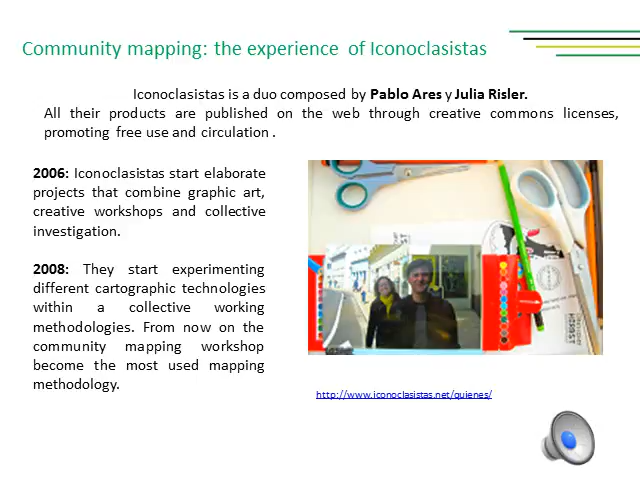 Community mapping: the experience of Iconoclasistas
Iconoclasistas is a duo composed by Pablo Ares y Julia Risler.
All their products are published on the web through creative commons licenses,
promoting free use and circulation .
2006: Iconoclasistas start elaborate
projects that combine graphic art,
creative workshops and collective
investigation.
2008: They start experimenting
different cartographic technologies
within a collective working
methodologies. From now on the
community mapping workshop
become the most used mapping
methodology.
http://www.iconoclasistas.net/quienes/